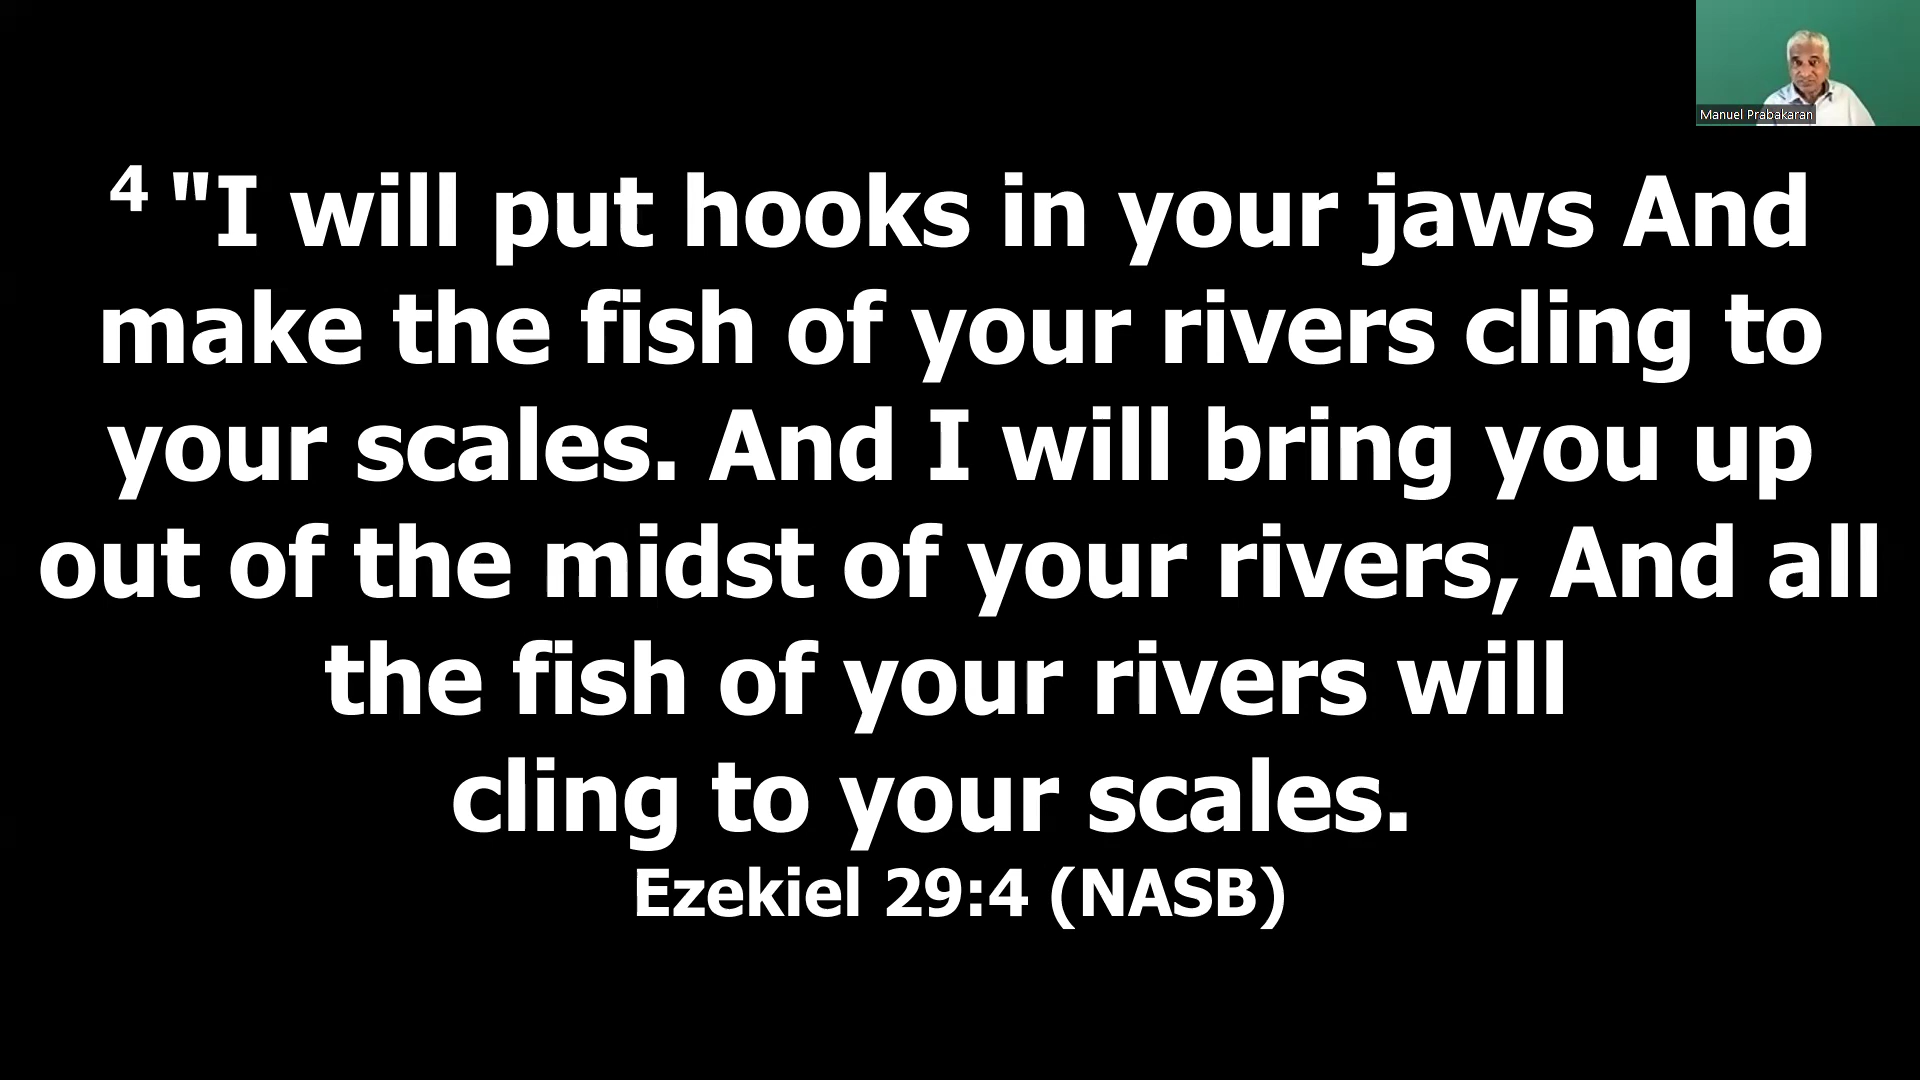 Manuel Prabakaran
4 "I will put hooks in your jaws And
make the fish of your rivers cling to
your scales. And I will bring you up
out of the midst of your rivers, And all
the fish of your rivers will
cling to your scales.
Ezekiel 29:4 (NASB)